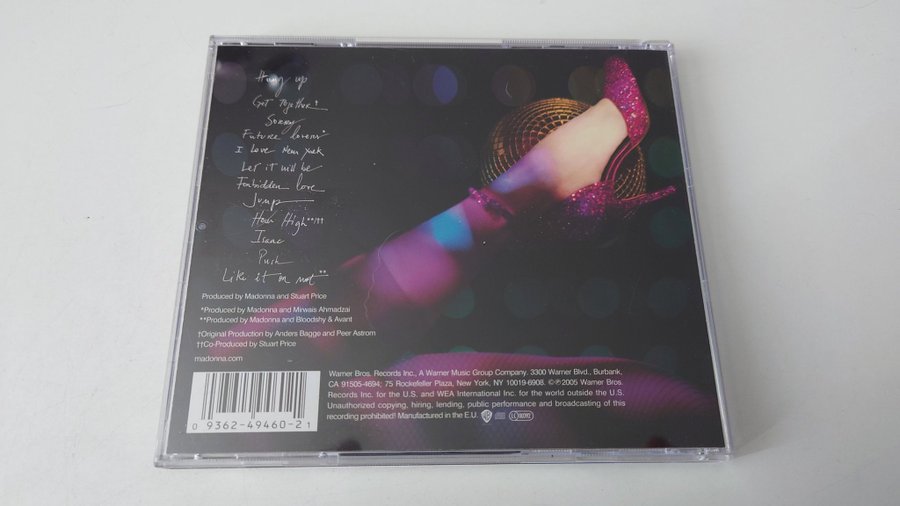 Hung up
Get Together†
Sorry
Future lovers*
I Love New York
Let it will be
Forbidden love
Jump
How High**/††
Isaac
Push
Like it or not**
Produced by Madonna and Stuart Price
*Produced by Madonna and Mirwais Ahmadzai
**Produced by Madonna and Bloodshy & Avant
†Original Production by Anders Bagge and Peer Astrom
††Co-Produced by Stuart Price
madonna.com
Warner Bros. Records Inc., A Warner Music Group Company. 3300 Warner Blvd., Burbank,
CA 91505-4694; 75 Rockefeller Plaza, New York, NY 10019-6908. ©℗2005 Warner Bros.
Records Inc. for the U.S. and WEA International Inc. for the world outside the U.S.
Unauthorized copying, hiring, lending, public performance and broadcasting of this
recording prohibited. Manufactured in the E.U.
0 9362-49460-2 1